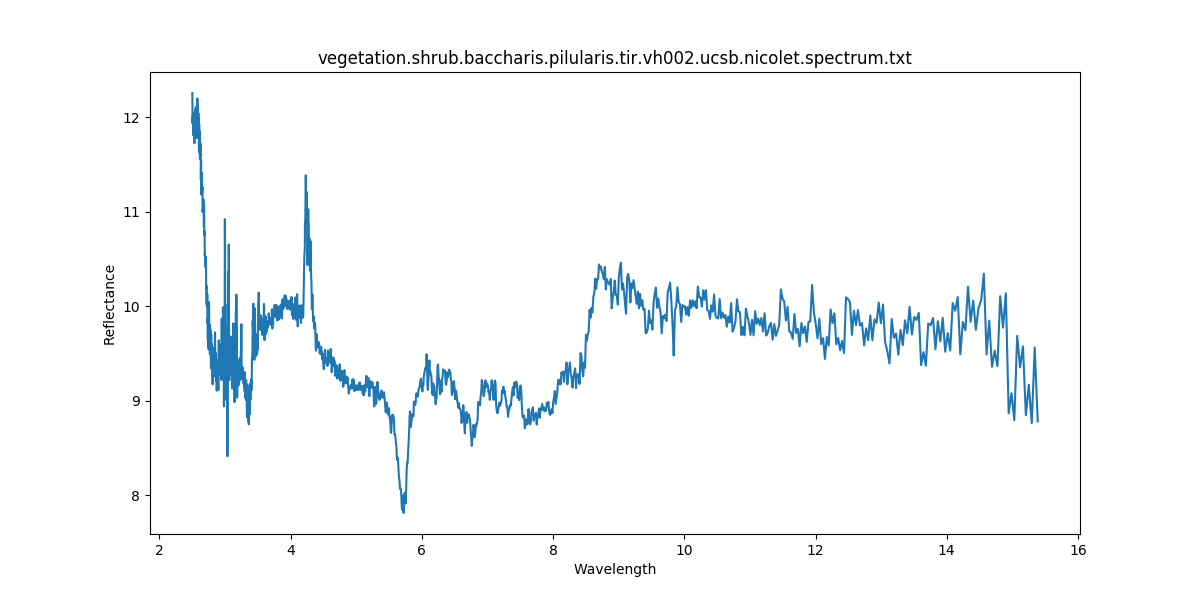 vegetation.shrub.baccharis.pilularis.tir.vh002.ucsb.nicolet.spectrum.txt
12
11
10
9
8
Reflectance
2 4 6 8 10 12 14 16
Wavelength